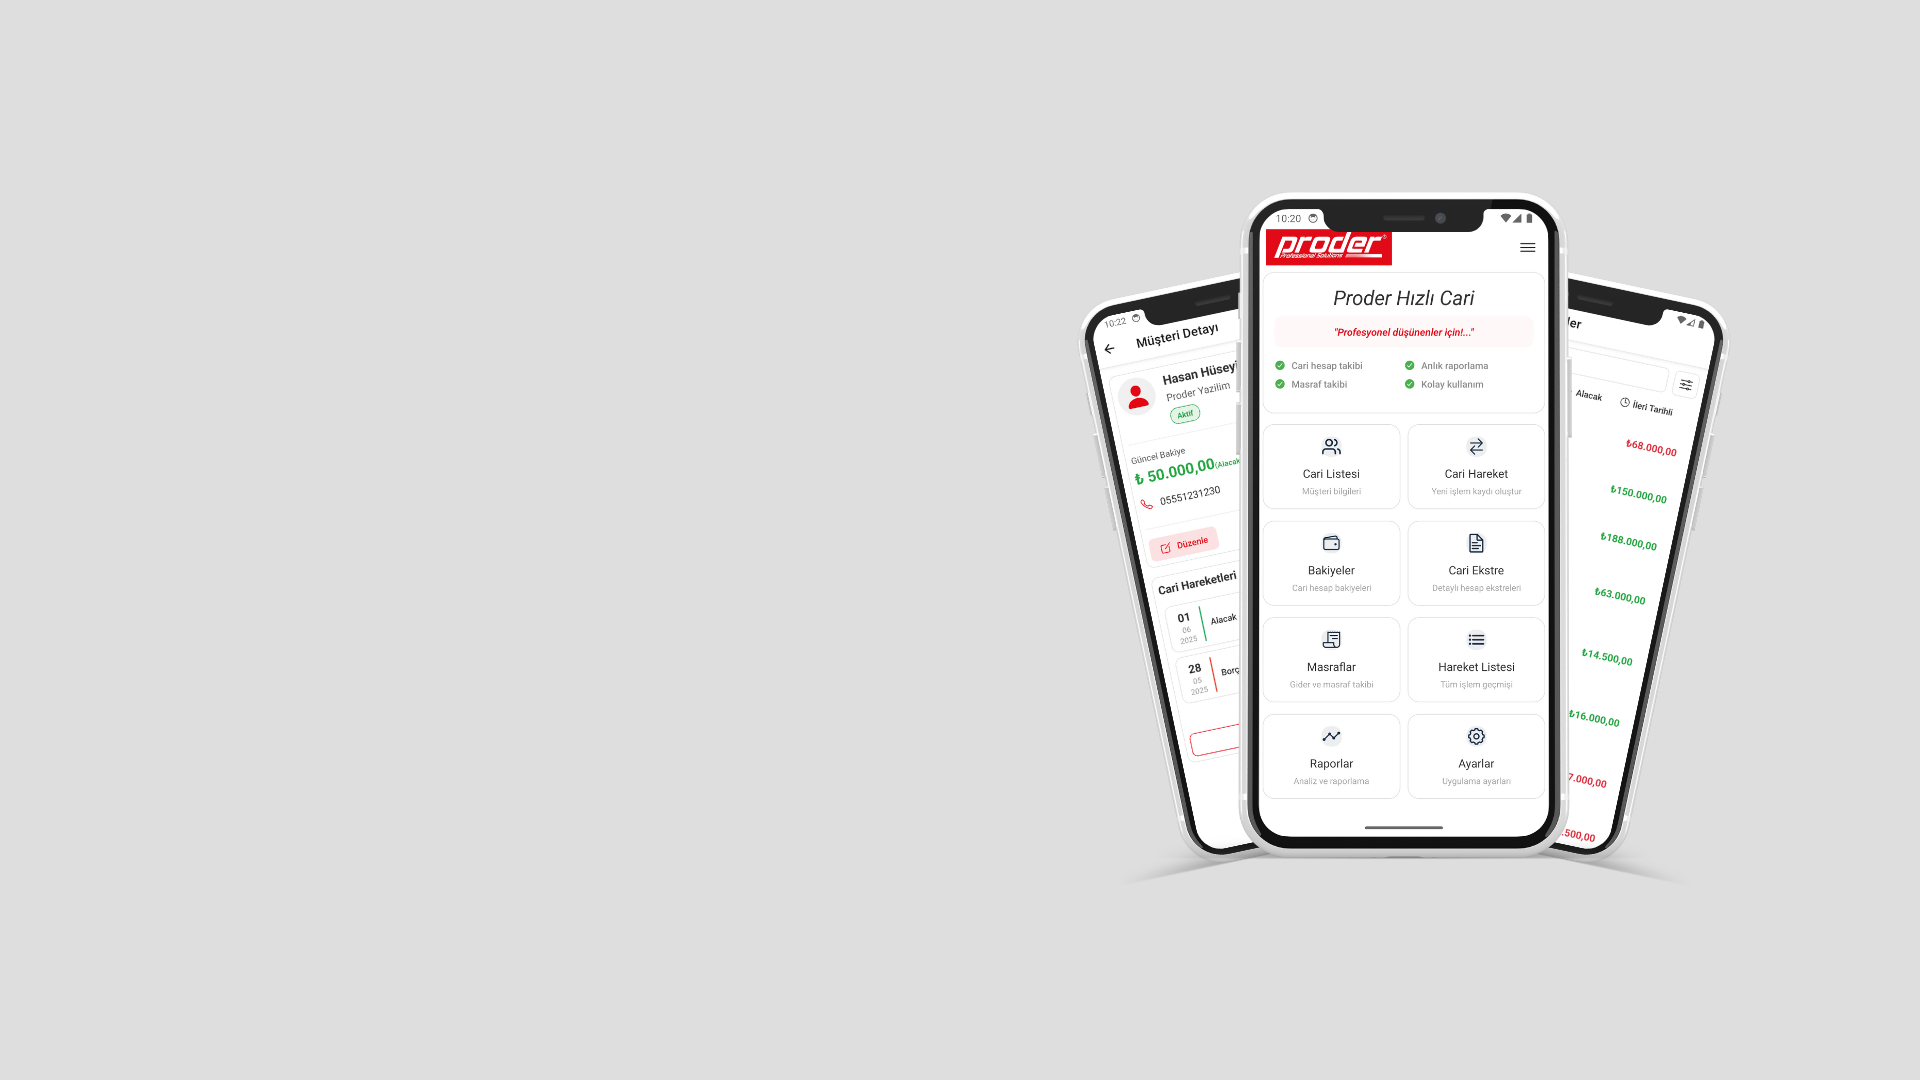 10:22
Müşteri Detayı
Hasan Hüseyi
Proder Yazilim
Aktif
Güncel Bakiye
₺ 50.000,00 (Alacak
05551231230
Düzenle
Cari Hareketleri
01
06
2025
Alacak
28
05
2025
Borç
10:20
proder®
Professional Solutions
Proder Hızlı Cari
"Profesyonel düşünenler için!..."
Cari hesap takibi
Anlık raporlama
Masraf takibi
Kolay kullanım
Cari Listesi
Müşteri bilgileri
Cari Hareket
Yeni işlem kaydı oluştur
Bakiyeler
Cari hesap bakiyeleri
Cari Ekstre
Detaylı hesap ekstreleri
Masraflar
Gider ve masraf takibi
Hareket Listesi
Tüm işlem geçmişi
Raporlar
Analiz ve raporlama
Ayarlar
Uygulama ayarları
ler
Alacak
İleri Tarihli
₺68.000,00
₺150.000,00
₺188.000,00
₺63.000,00
₺14.500,00
₺16.000,00
7.000,00
.500,00